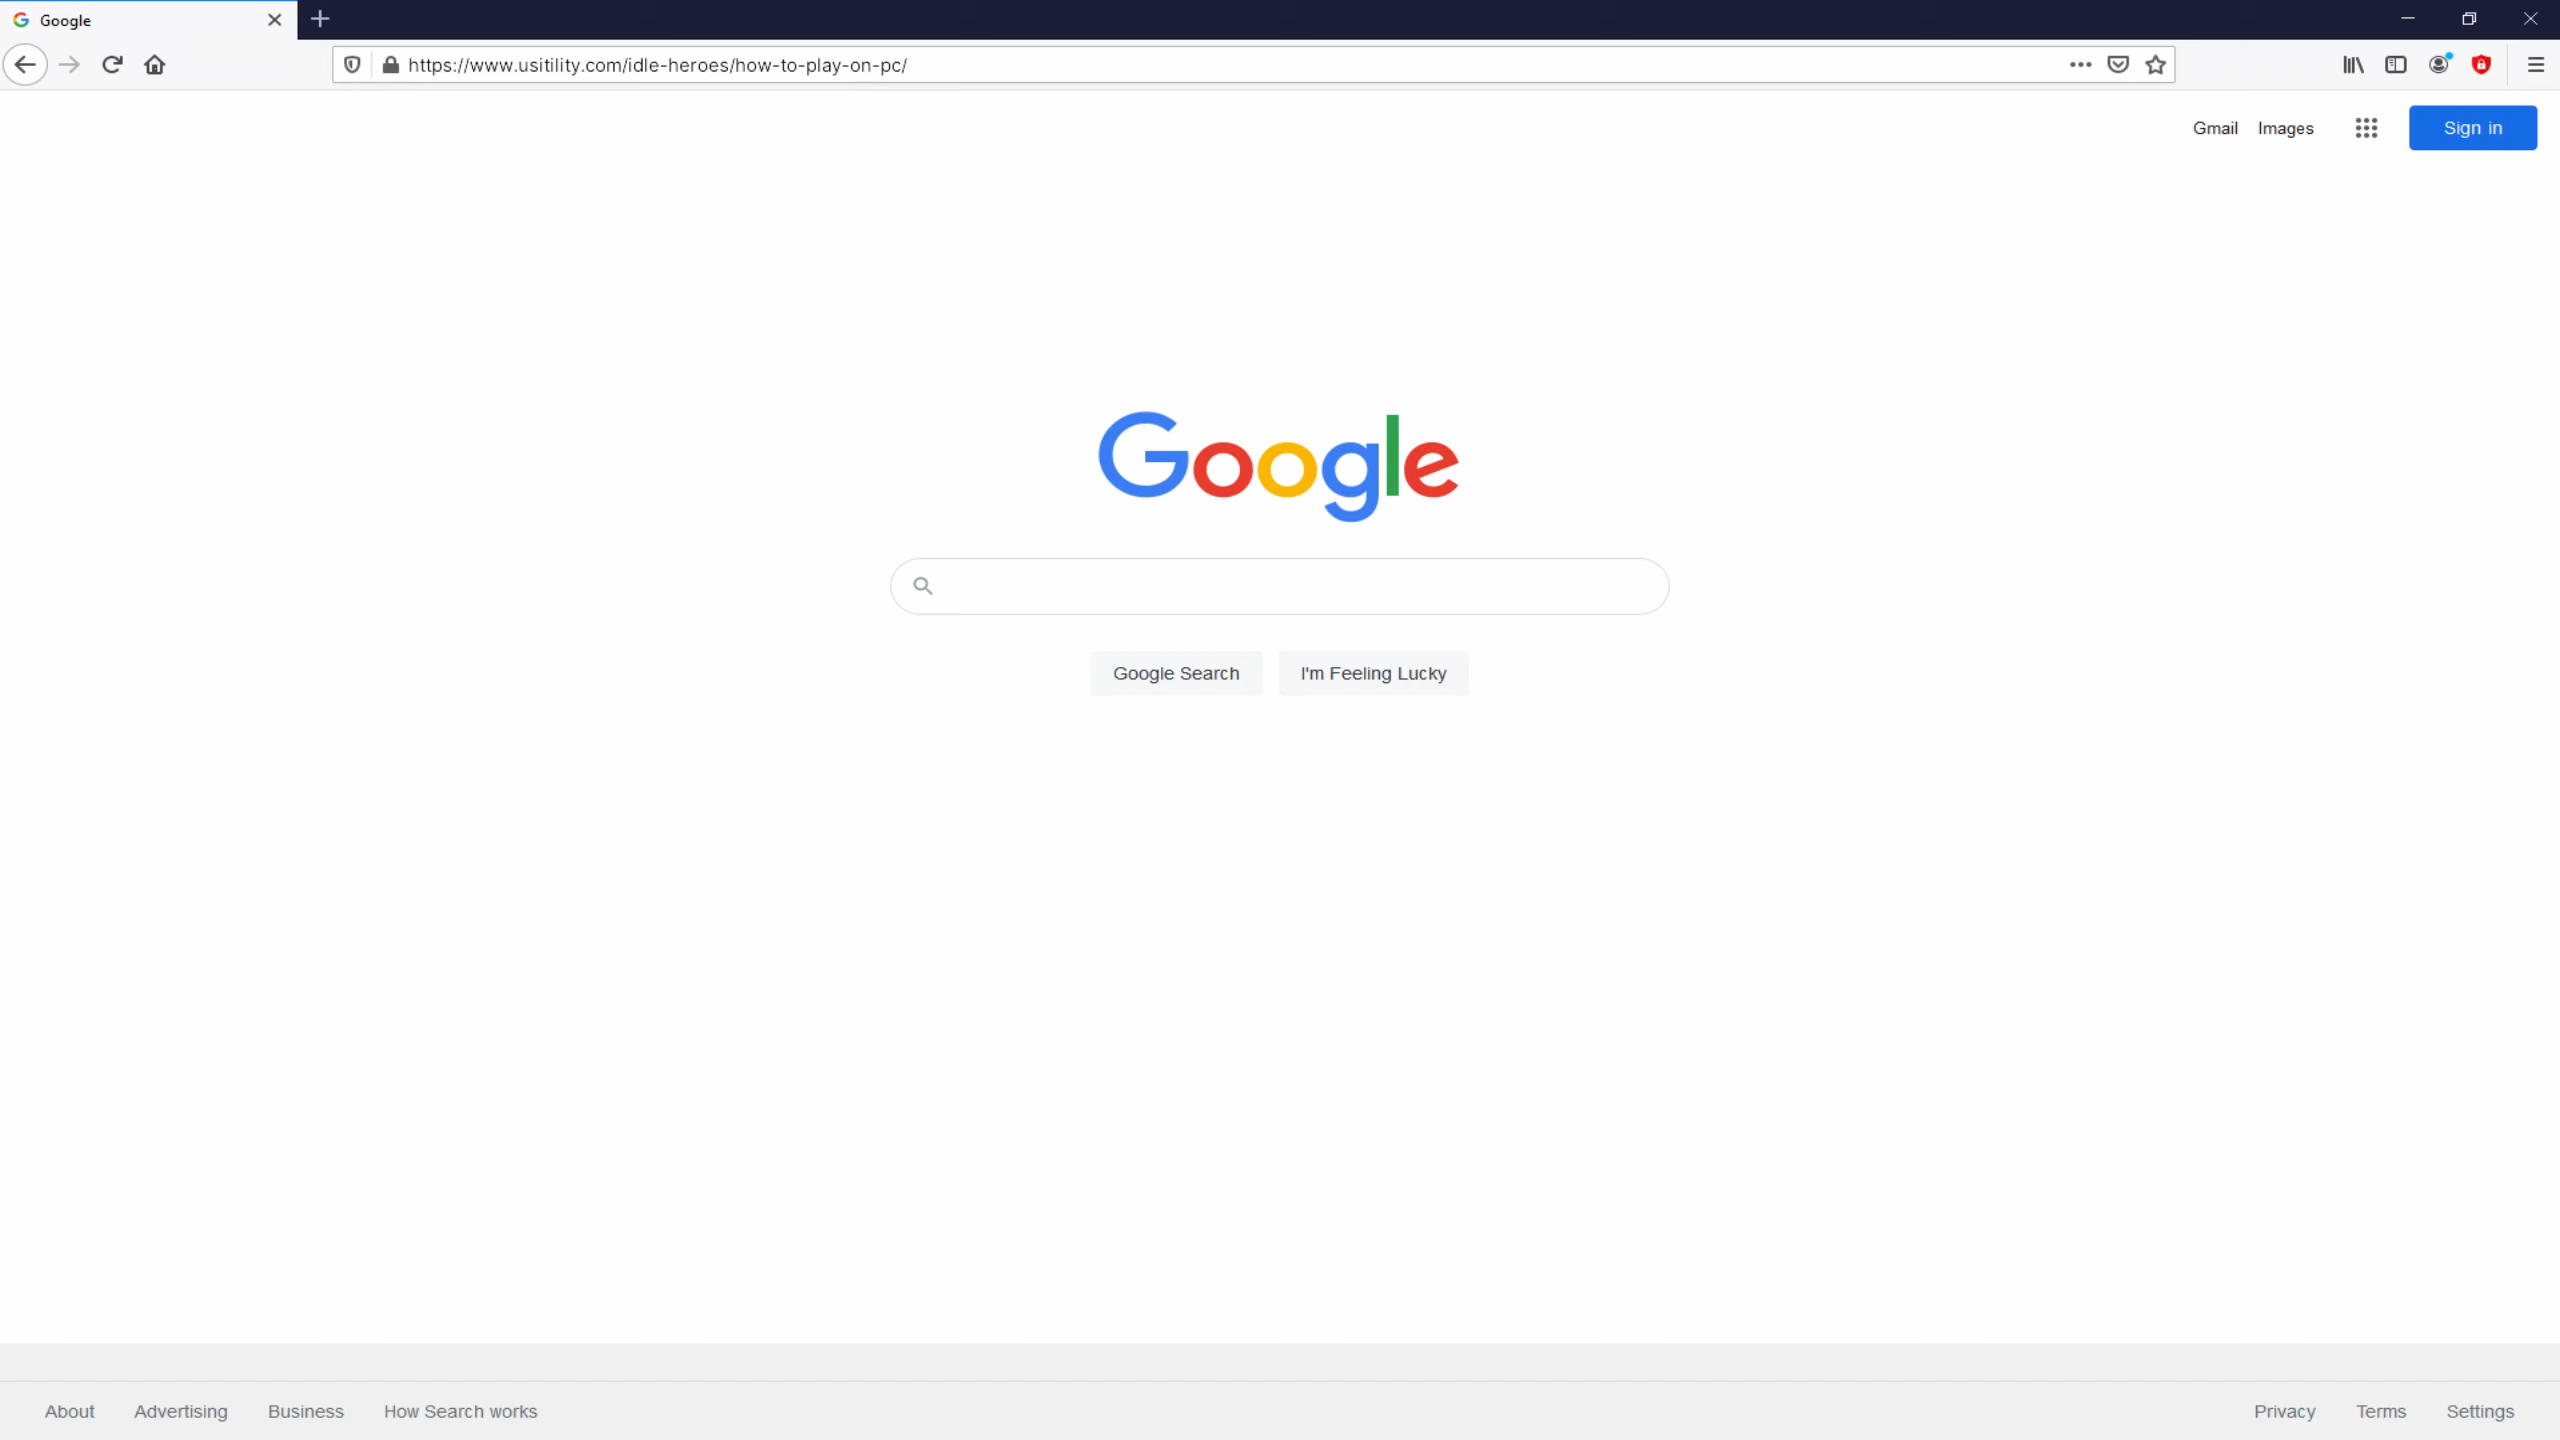 Google
https://www.usitility.com/idle-heroes/how-to-play-on-pc/
Gmail Images Sign in
Google
Google Search I'm Feeling Lucky
About Advertising Business How Search works Privacy Terms Settings